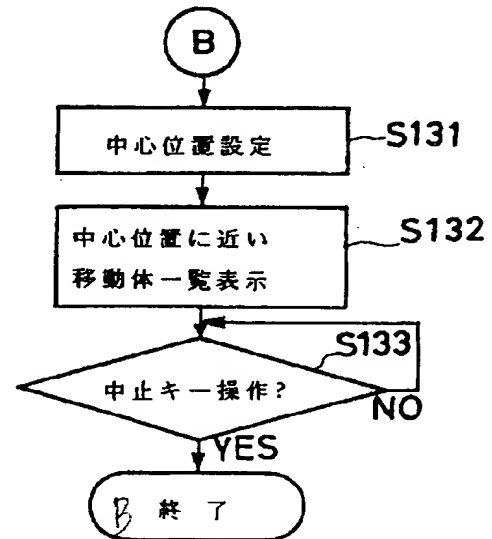 B
中心位置設定
S131
中心位置に近い
移動体一覧表示
S132
S133
中止キー操作?
NO
YES
B 終了